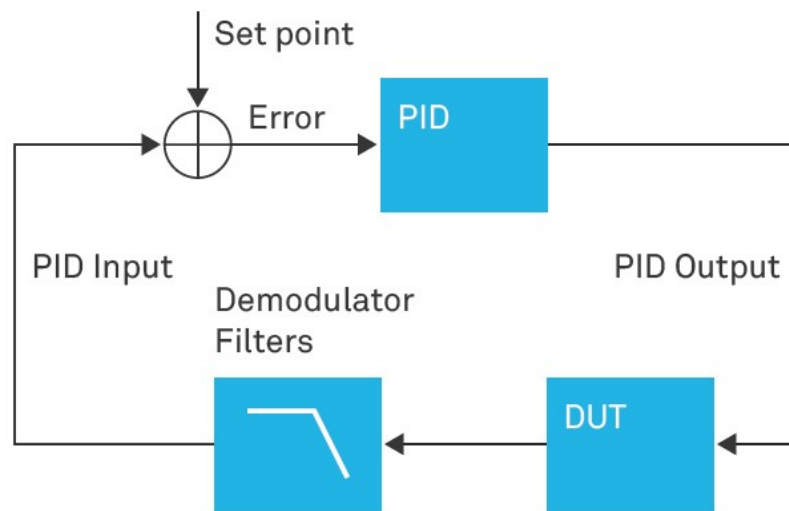 Set point
Error
PID
PID Input
PID Output
Demodulator
Filters
DUT